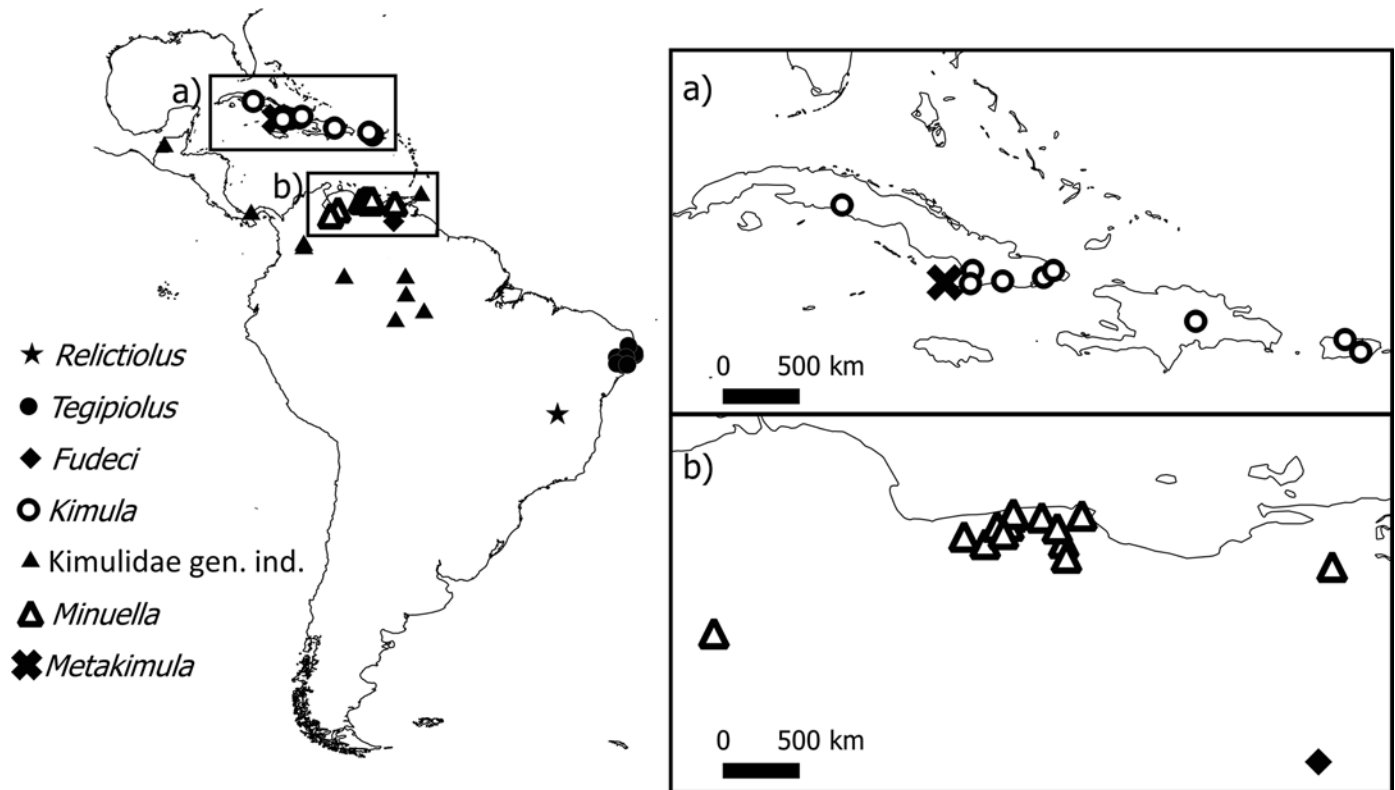 a)
b)
Relictiolus
Tegipiolus
Fudeci
Kimula
Kimulidae gen. ind.
Minuella
Metakimula
a)
0 500 km
b)
0 500 km